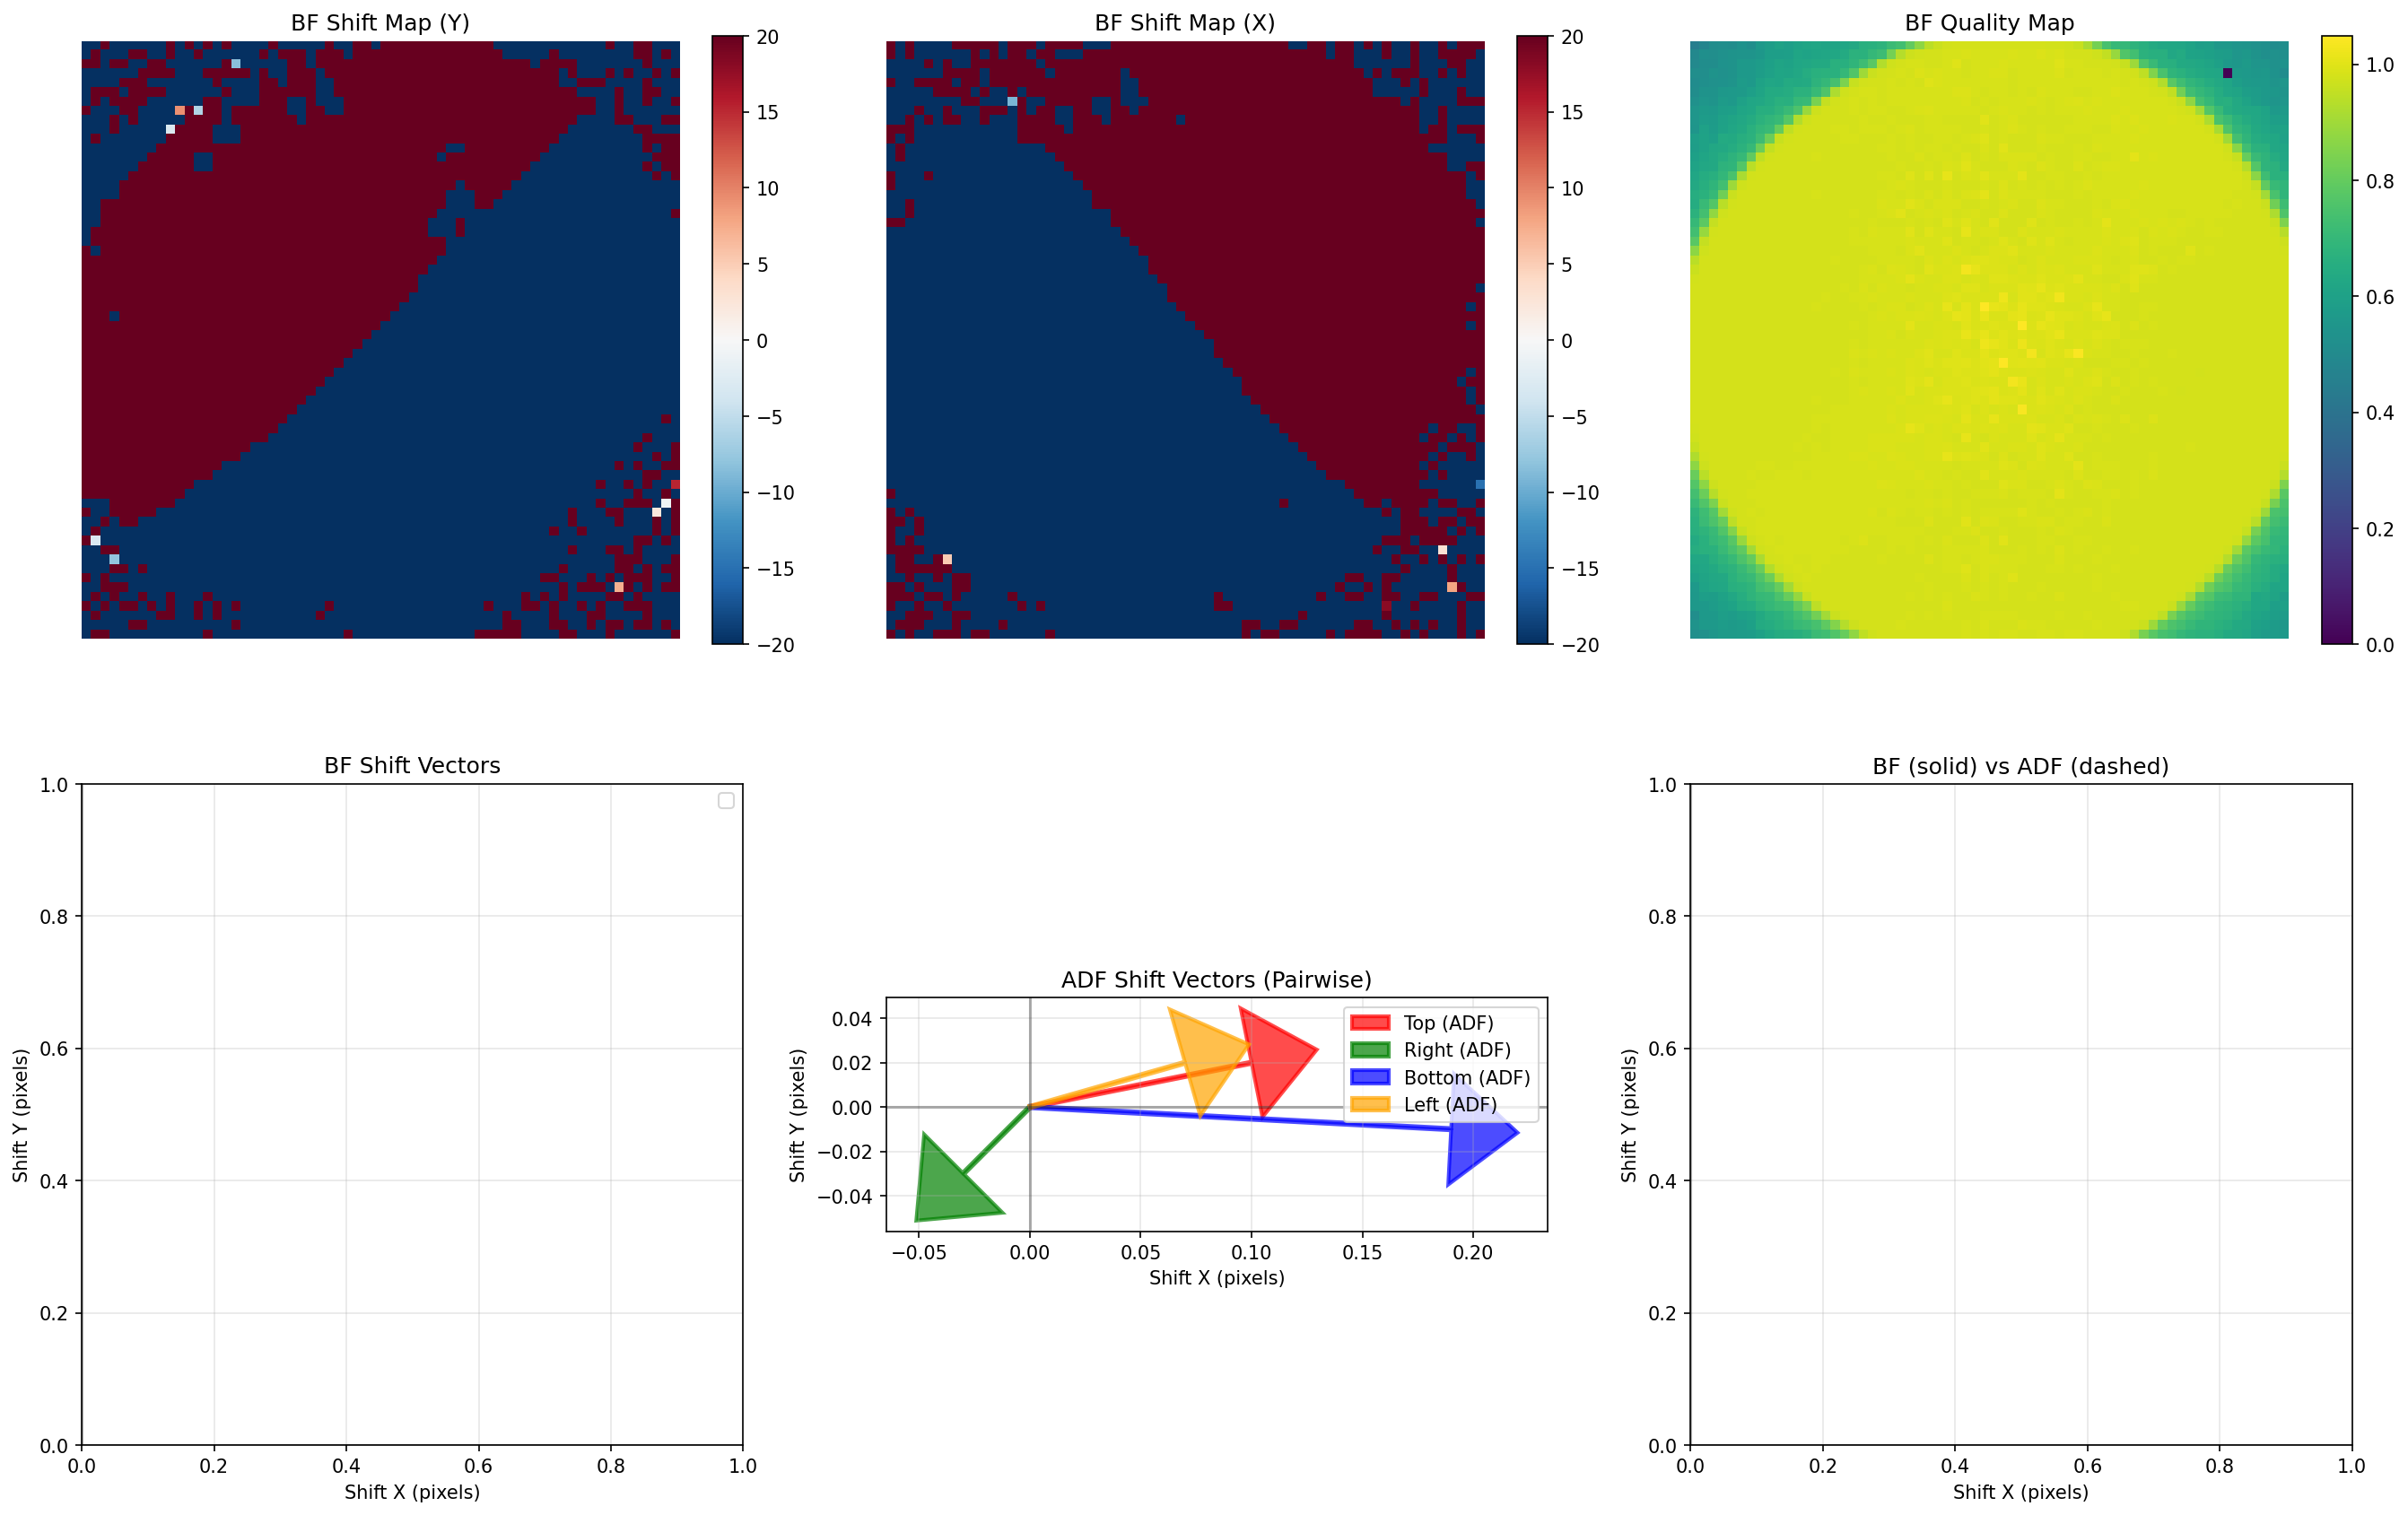 BF Shift Map (Y)
20
15
10
5
0
−5
−10
−15
−20
BF Shift Map (X)
20
15
10
5
0
−5
−10
−15
−20
BF Quality Map
1.0
0.8
0.6
0.4
0.2
0.0
BF Shift Vectors
Shift Y (pixels)
1.0
0.8
0.6
0.4
0.2
0.0
0.0 0.2 0.4 0.6 0.8 1.0
Shift X (pixels)
ADF Shift Vectors (Pairwise)
Shift Y (pixels)
0.04
0.02
0.00
−0.02
−0.04
Top (ADF)
Right (ADF)
Bottom (ADF)
Left (ADF)
−0.05 0.00 0.05 0.10 0.15 0.20
Shift X (pixels)
BF (solid) vs ADF (dashed)
Shift Y (pixels)
1.0
0.8
0.6
0.4
0.2
0.0
0.0 0.2 0.4 0.6 0.8 1.0
Shift X (pixels)